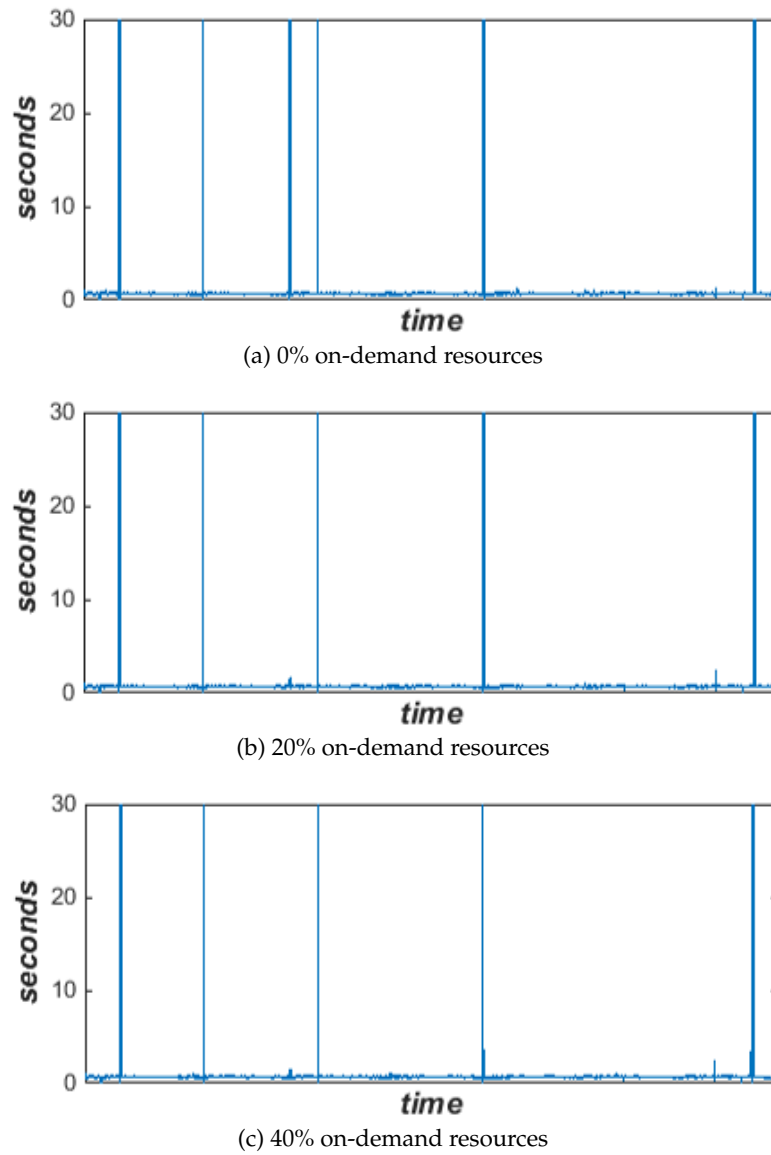 30
20
10
0
seconds
time
(a) 0% on-demand resources
30
20
10
0
seconds
time
(b) 20% on-demand resources
30
20
10
0
seconds
time
(c) 40% on-demand resources